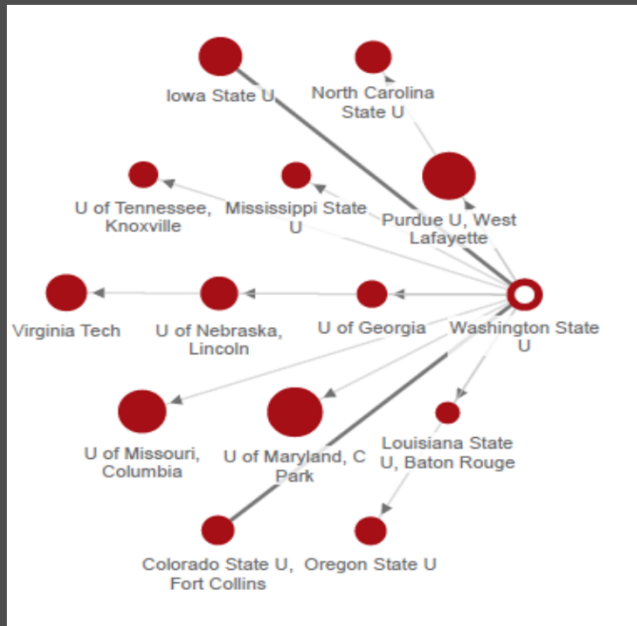 Iowa State U
North Carolina
State U
U of Tennessee,
Knoxville
Mississippi State
U
Purdue U, West
Lafayette
Virginia Tech
U of Nebraska,
Lincoln
U of Georgia
Washington State
U
U of Missouri,
Columbia
U of Maryland, C
Park
Louisiana State
U, Baton Rouge
Colorado State U,
Fort Collins
Oregon State U